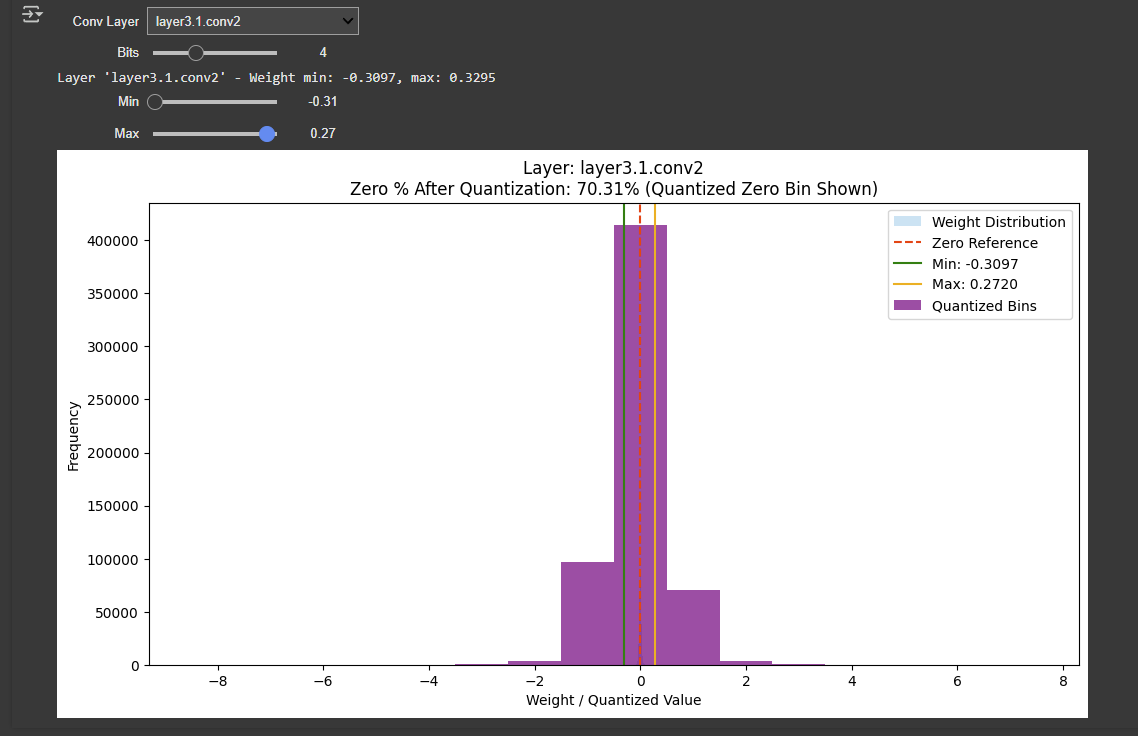 Conv Layer layer3.1.conv2
Bits 4
Layer 'layer3.1.conv2' - Weight min: -0.3097, max: 0.3295
Min -0.31
Max 0.27
Layer: layer3.1.conv2
Zero % After Quantization: 70.31% (Quantized Zero Bin Shown)
Weight Distribution
Zero Reference
Min: -0.3097
Max: 0.2720
Quantized Bins
Frequency
400000
350000
300000
250000
200000
150000
100000
50000
0
−8 −6 −4 −2 0 2 4 6 8
Weight / Quantized Value